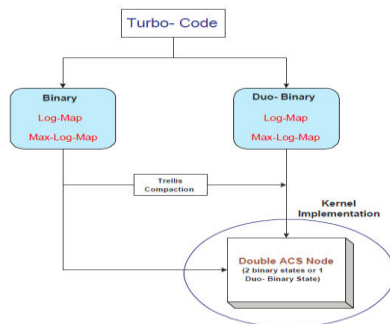 Turbo- Code
Binary
Log-Map
Max-Log-Map
Duo- Binary
Log-Map
Max-Log-Map
Trellis
Compaction
Kernel
Implementation
Double ACS Node
(2 binary states or 1
Duo- Binary State)